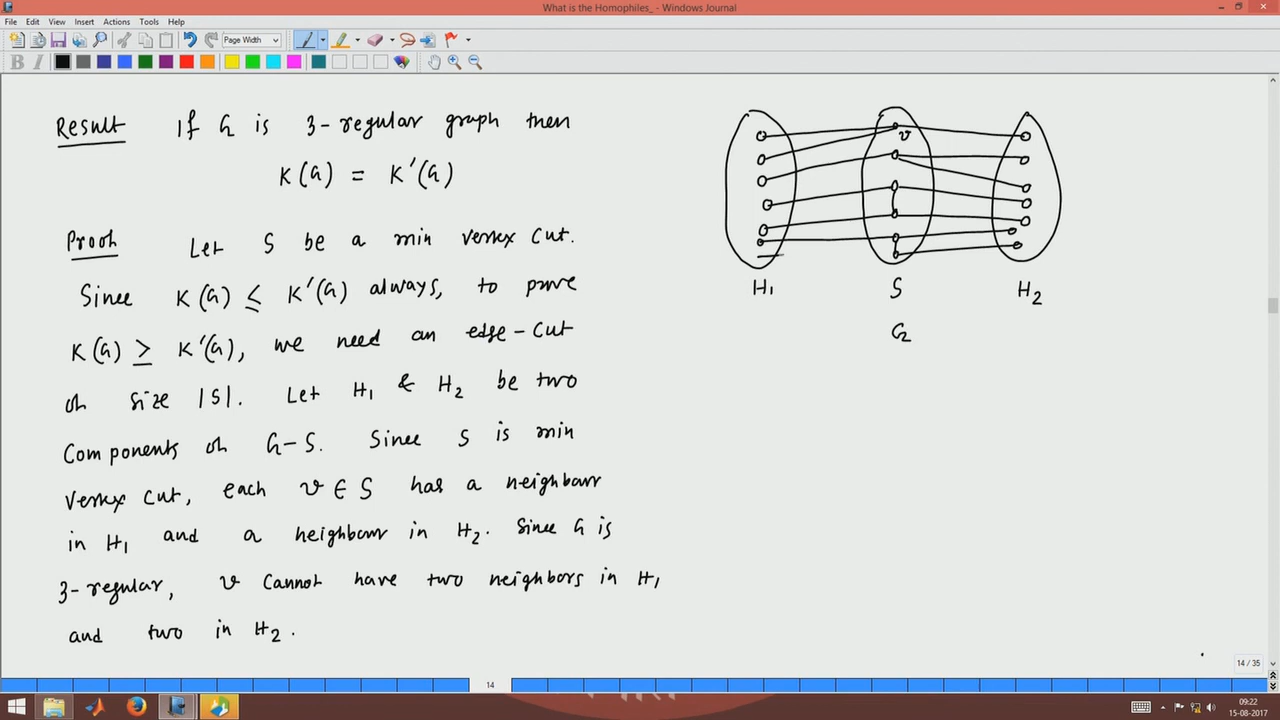 What is the Homophiles_ - Windows Journal
File Edit View Insert Actions Tools Help
Page Width
Result If G is 3-regular graph then
K(G) = K'(G)
Proof Let S be a min vertex cut.
Since K(G) ≤ K'(G) always, to prove
K(G) ≥ K'(G), we need an edge-cut
of size |S|. Let H1 & H2 be two
Components of G-S. Since S is min
vertex cut, each v ∈ S has a neighbour
in H1 and a neighbour in H2. Since G is
3-regular, v cannot have two neighbors in H1
and two in H2.
v
H1 S H2
G
14 / 35
14
09:22
15-08-2017